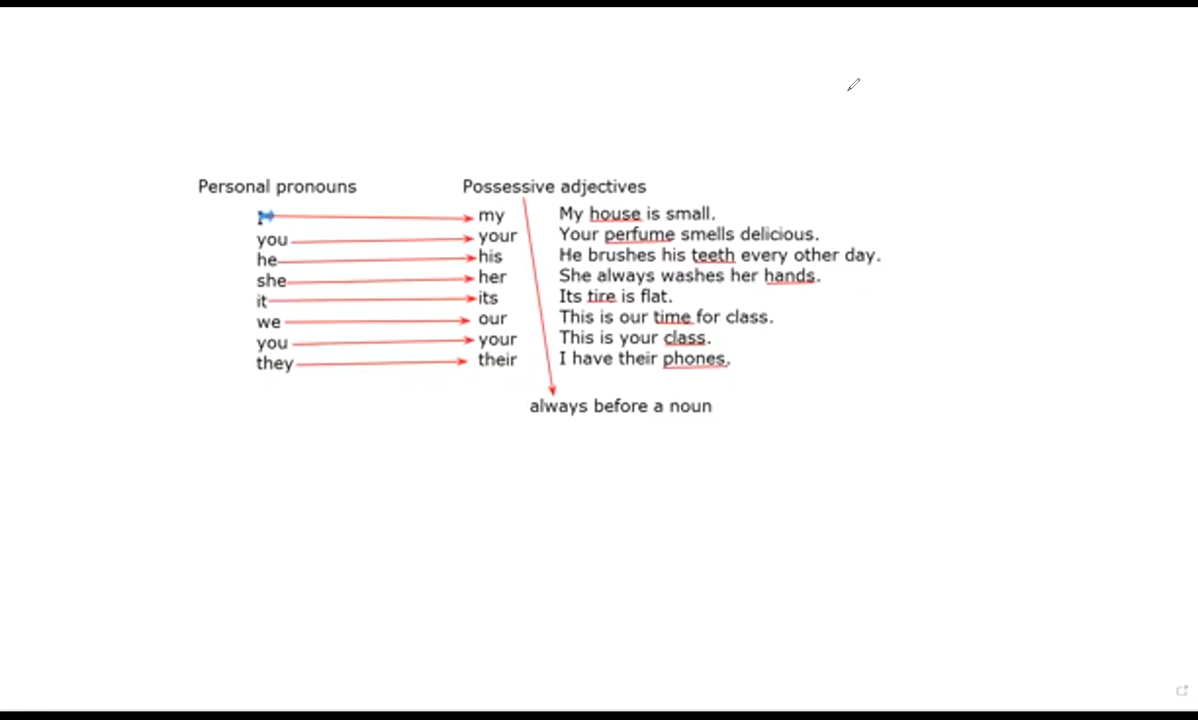 Personal pronouns Possessive adjectives
my My house is small.
you your Your perfume smells delicious.
he his He brushes his teeth every other day.
she her She always washes her hands.
it its Its tire is flat.
we our This is our time for class.
you your This is your class.
they their I have their phones.
always before a noun